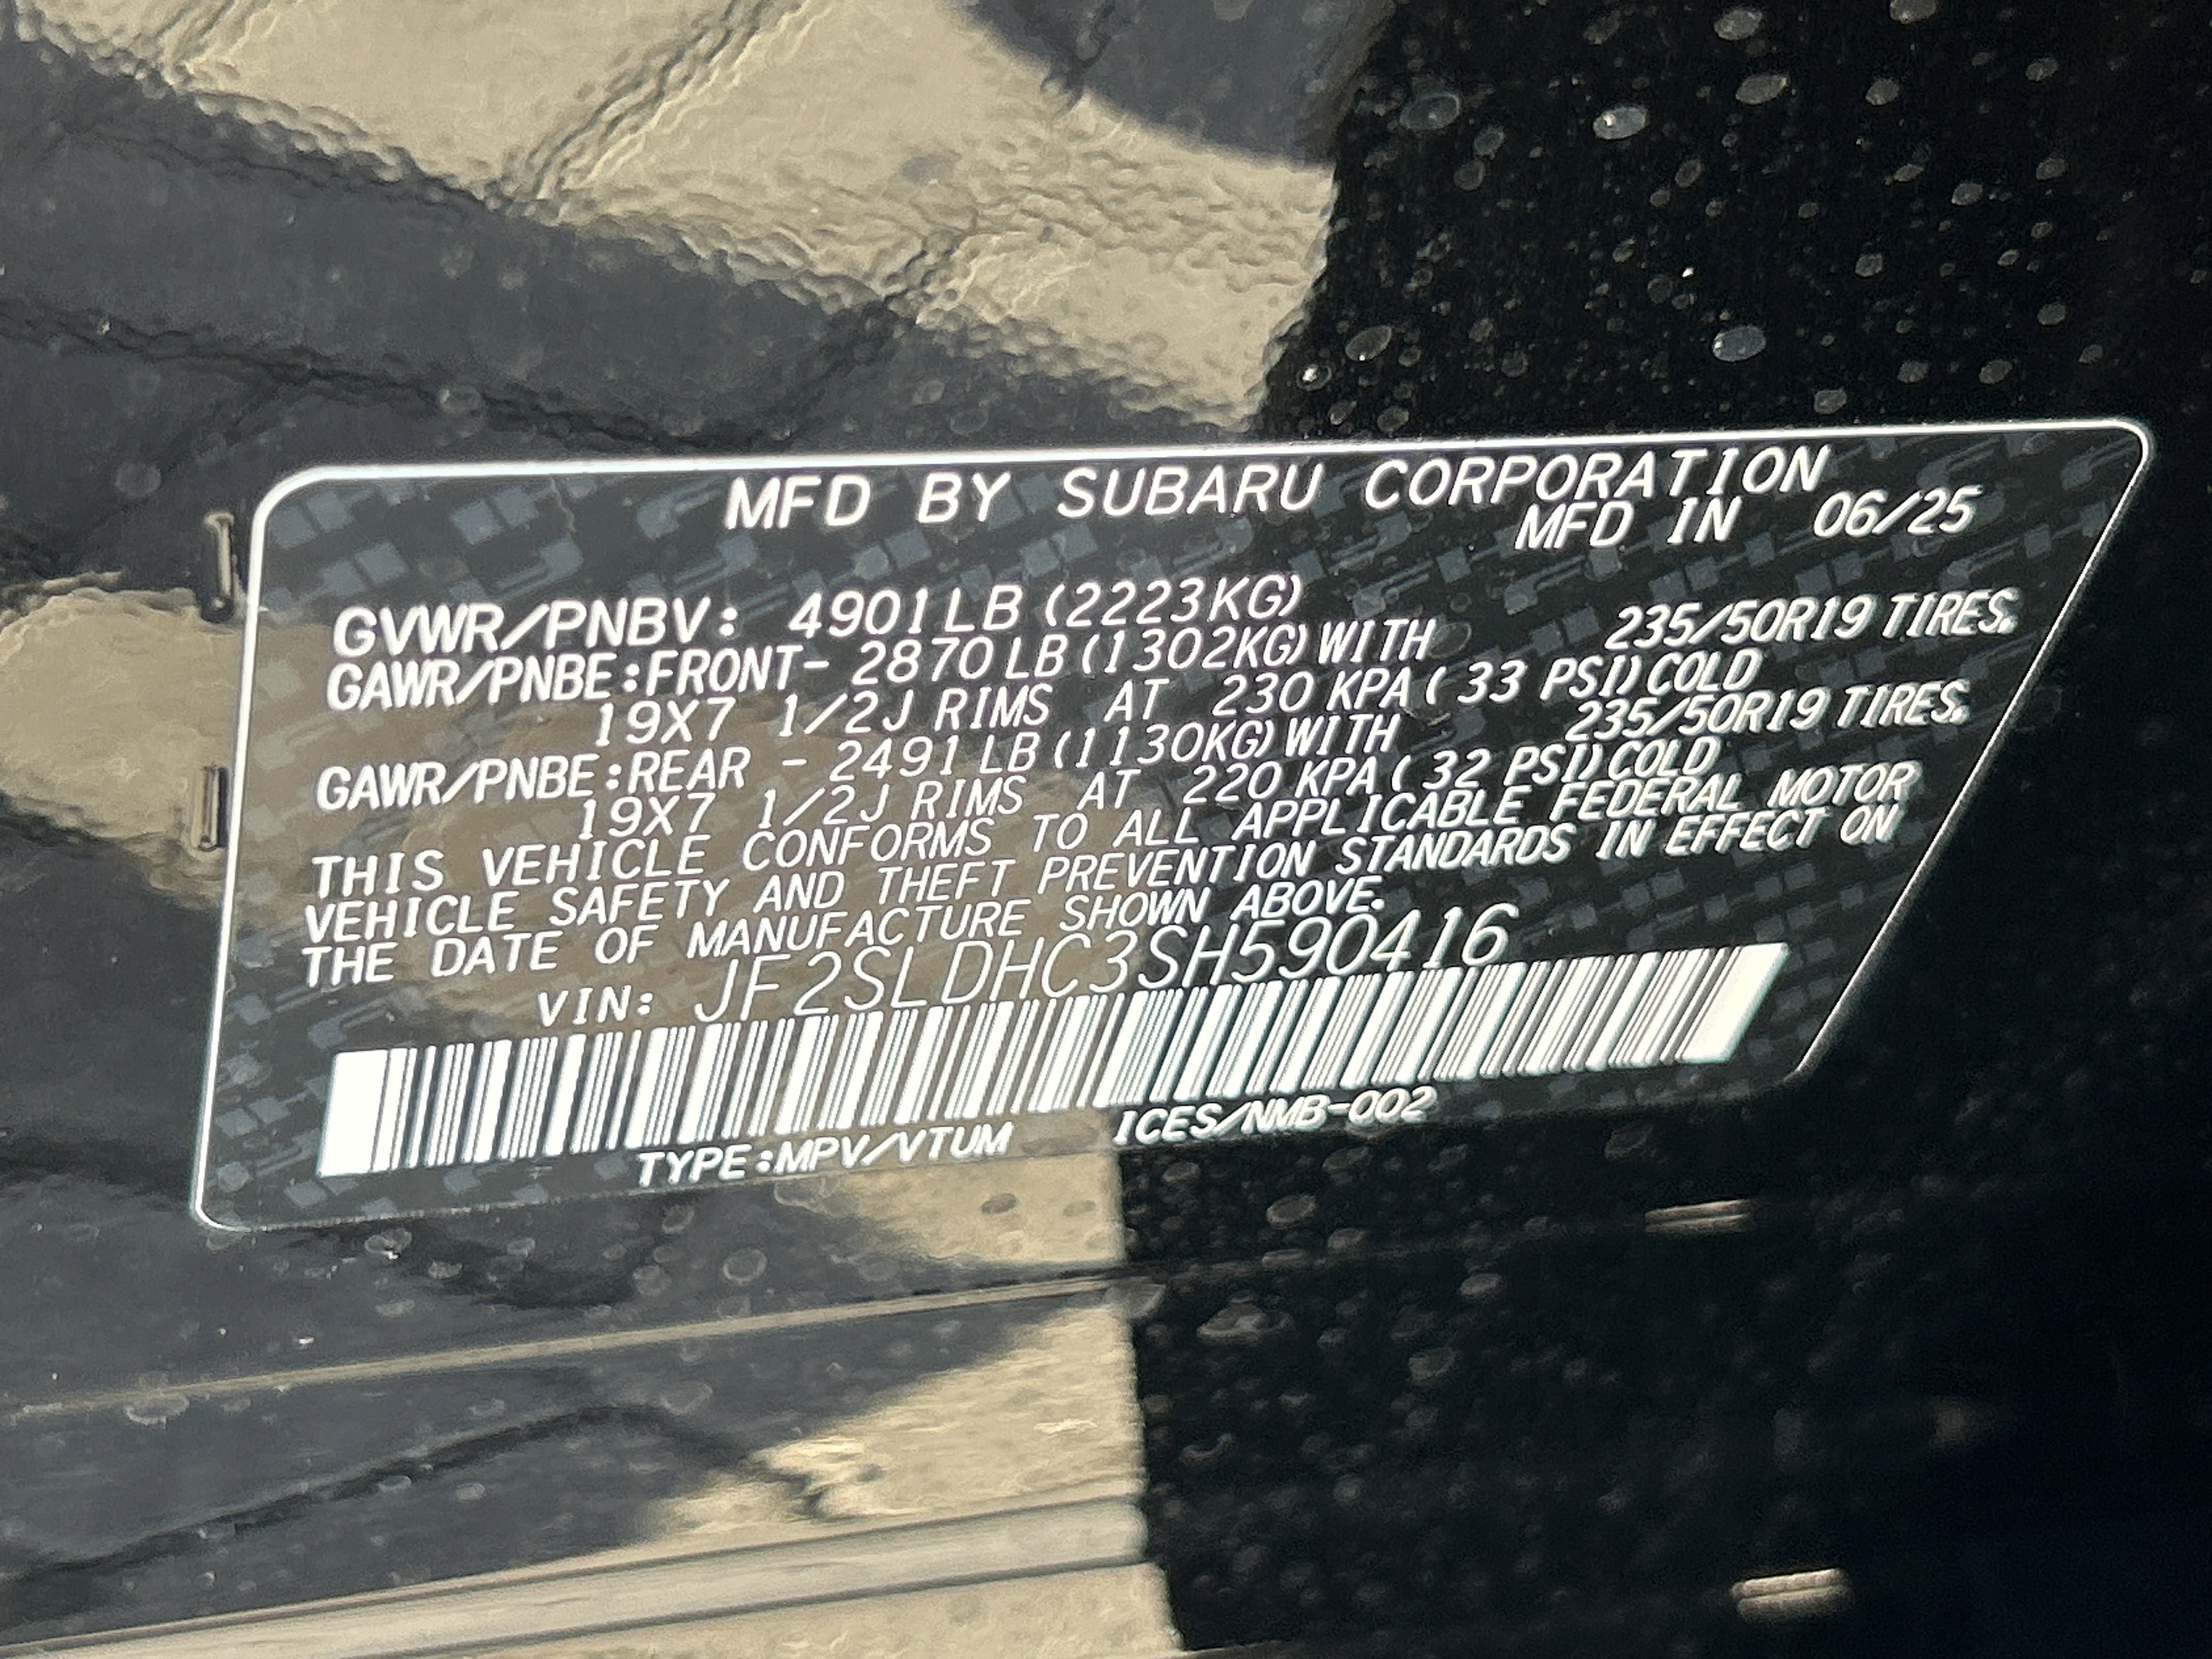 MFD BY SUBARU CORPORATION
MFD IN 06/25
GVWR/PNBV: 4901LB (2223KG)
GAWR/PNBE:FRONT- 2870 LB (1302KG) WITH 235/50R19 TIRES.
19X7 1/2J RIMS AT 230 KPA ( 33 PSI) COLD
GAWR/PNBE:REAR - 2491 LB (1130KG) WITH 235/50R19 TIRES.
19X7 1/2J RIMS AT 220 KPA ( 32 PSI) COLD
THIS VEHICLE CONFORMS TO ALL APPLICABLE FEDERAL MOTOR
VEHICLE SAFETY AND THEFT PREVENTION STANDARDS IN EFFECT ON
THE DATE OF MANUFACTURE SHOWN ABOVE.
VIN: JF2SLDHC3SH590416
TYPE:MPV/VTUM ICES/NMB-002